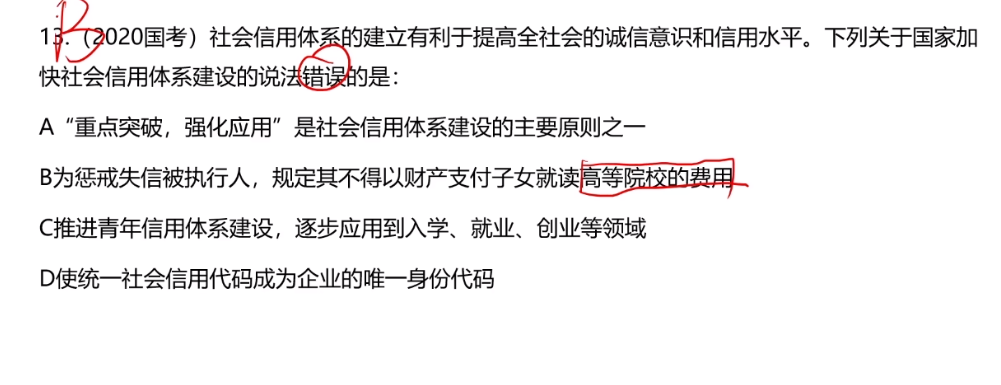 B
13.（2020国考）社会信用体系的建立有利于提高全社会的诚信意识和信用水平。下列关于国家加
快社会信用体系建设的说法错误的是：
A“重点突破，强化应用”是社会信用体系建设的主要原则之一
B为惩戒失信被执行人，规定其不得以财产支付子女就读高等院校的费用
C推进青年信用体系建设，逐步应用到入学、就业、创业等领域
D使统一社会信用代码成为企业的唯一身份代码